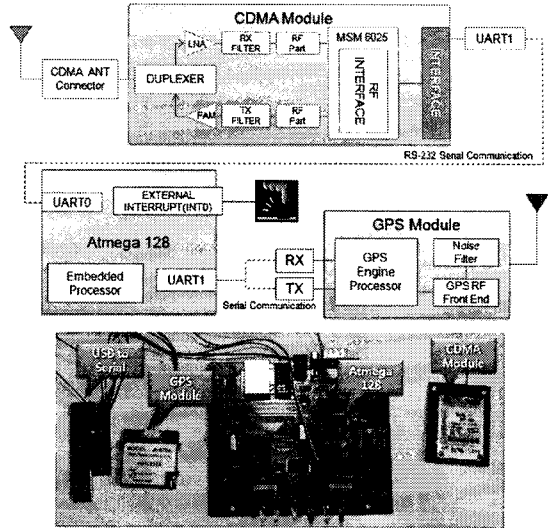 CDMA Module
LNA
RX
FILTER
RF
Part
MSM 6025
RF
INTERFACE
INTERFACE
UART1
CDMA ANT
Connector
DUPLEXER
PAM
TX
FILTER
RF
Part
RS-232 Serial Communication
UART0
EXTERNAL
INTERRUPT(INT0)
Atmega 128
Embedded
Processor
UART1
RX
TX
Serial Communication
GPS Module
GPS
Engine
Processor
Noise
Filter
GPS RF
Front End
USB to
Serial
GPS
Module
Atmega
128
CDMA
Module